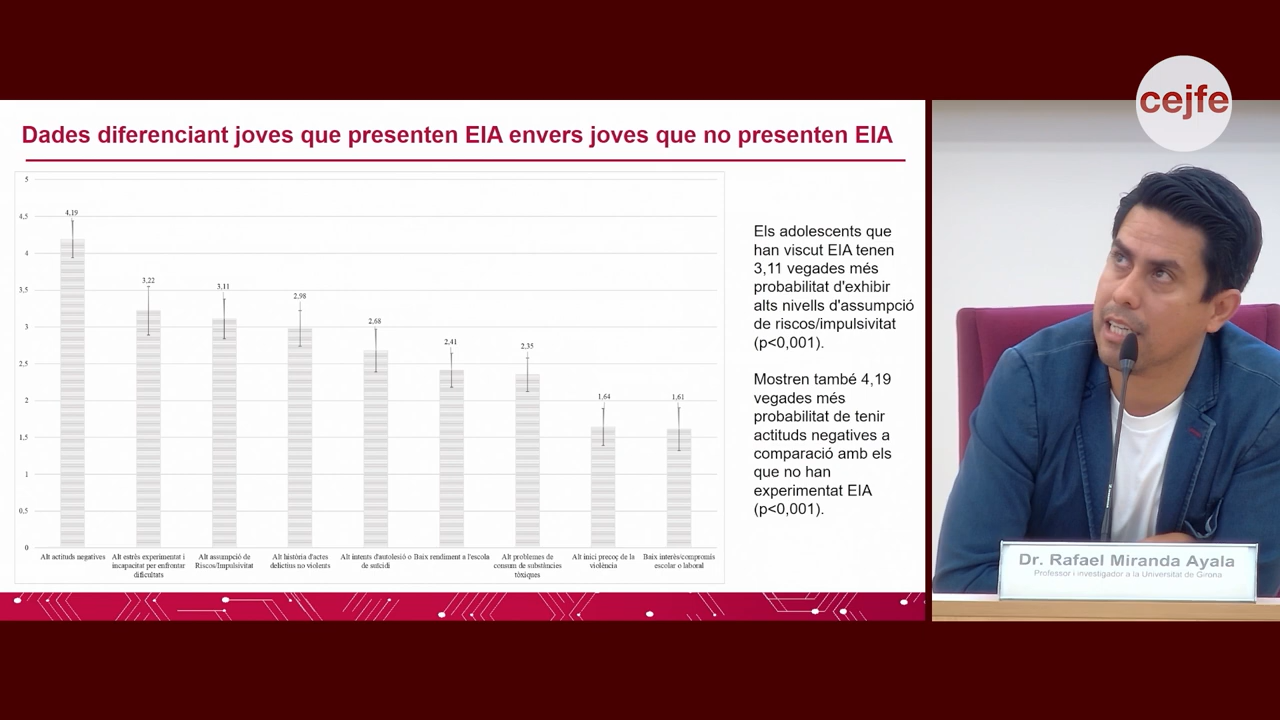 cejfe
Dades diferenciant joves que presenten EIA envers joves que no presenten EIA
5
4,5
4
3,5
3
2,5
2
1,5
1
0,5
0
4,19
3,22
3,11
2,98
2,68
2,41
2,35
1,64
1,61
Alt actituds negatives
Alt estrès experimentat i
incapacitat per enfrontar
dificultats
Alt assumpció de
Riscos/Impulsivitat
Alt història d'actes
delictius no violents
Alt intents d'autolesió o
de suïcidi
Baix rendiment a l'escola
Alt problemes de
consum de substàncies
tòxiques
Alt inici precoç de la
violència
Baix interès/compromís
escolar o laboral
Els adolescents que
han viscut EIA tenen
3,11 vegades més
probabilitat d'exhibir
alts nivells d'assumpció
de riscos/impulsivitat
(p<0,001).
Mostren també 4,19
vegades més
probabilitat de tenir
actituds negatives a
comparació amb els
que no han
experimentat EIA
(p<0,001).
Dr. Rafael Miranda Ayala
Professor i investigador a la Universitat de Girona